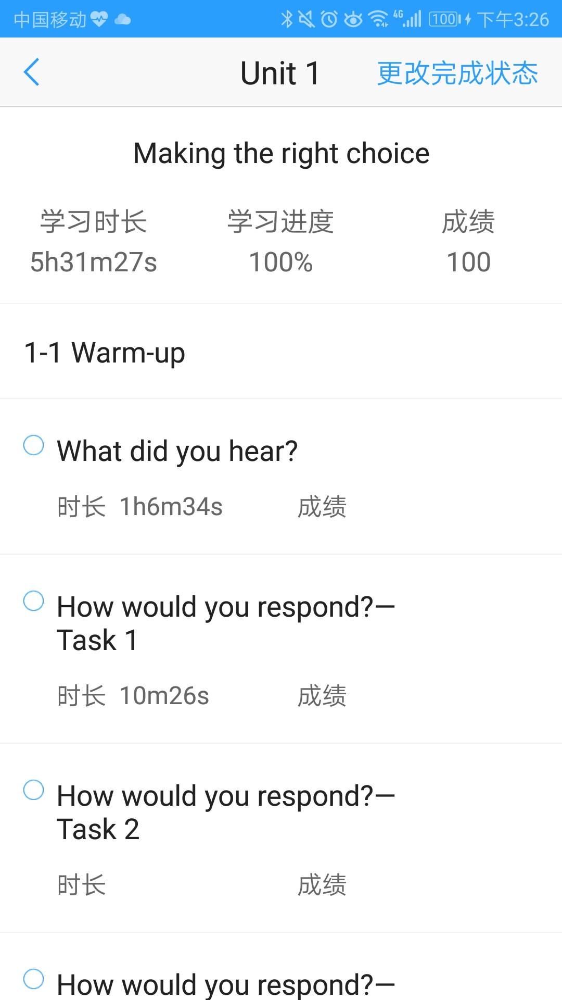 中国移动 4G 100 下午3:26
Unit 1 更改完成状态
Making the right choice
学习时长 学习进度 成绩
5h31m27s 100% 100
1-1 Warm-up
What did you hear?
时长 1h6m34s 成绩
How would you respond?—
Task 1
时长 10m26s 成绩
How would you respond?—
Task 2
时长 成绩
How would you respond?—